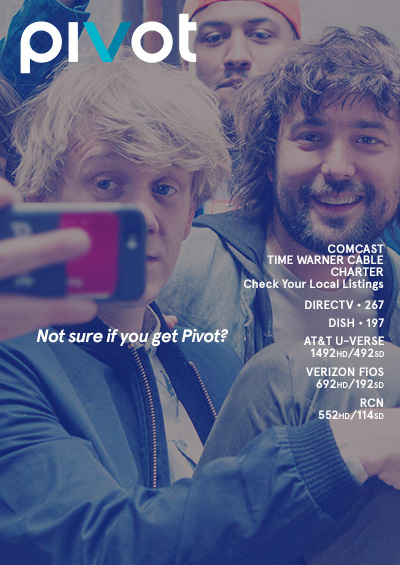 pivot
COMCAST
TIME WARNER CABLE
CHARTER
Check Your Local Listings
DIRECTV • 267
DISH • 197
Not sure if you get Pivot?
AT&T U-VERSE
1492HD/492SD
VERIZON FiOS
692HD/192SD
RCN
552HD/114SD